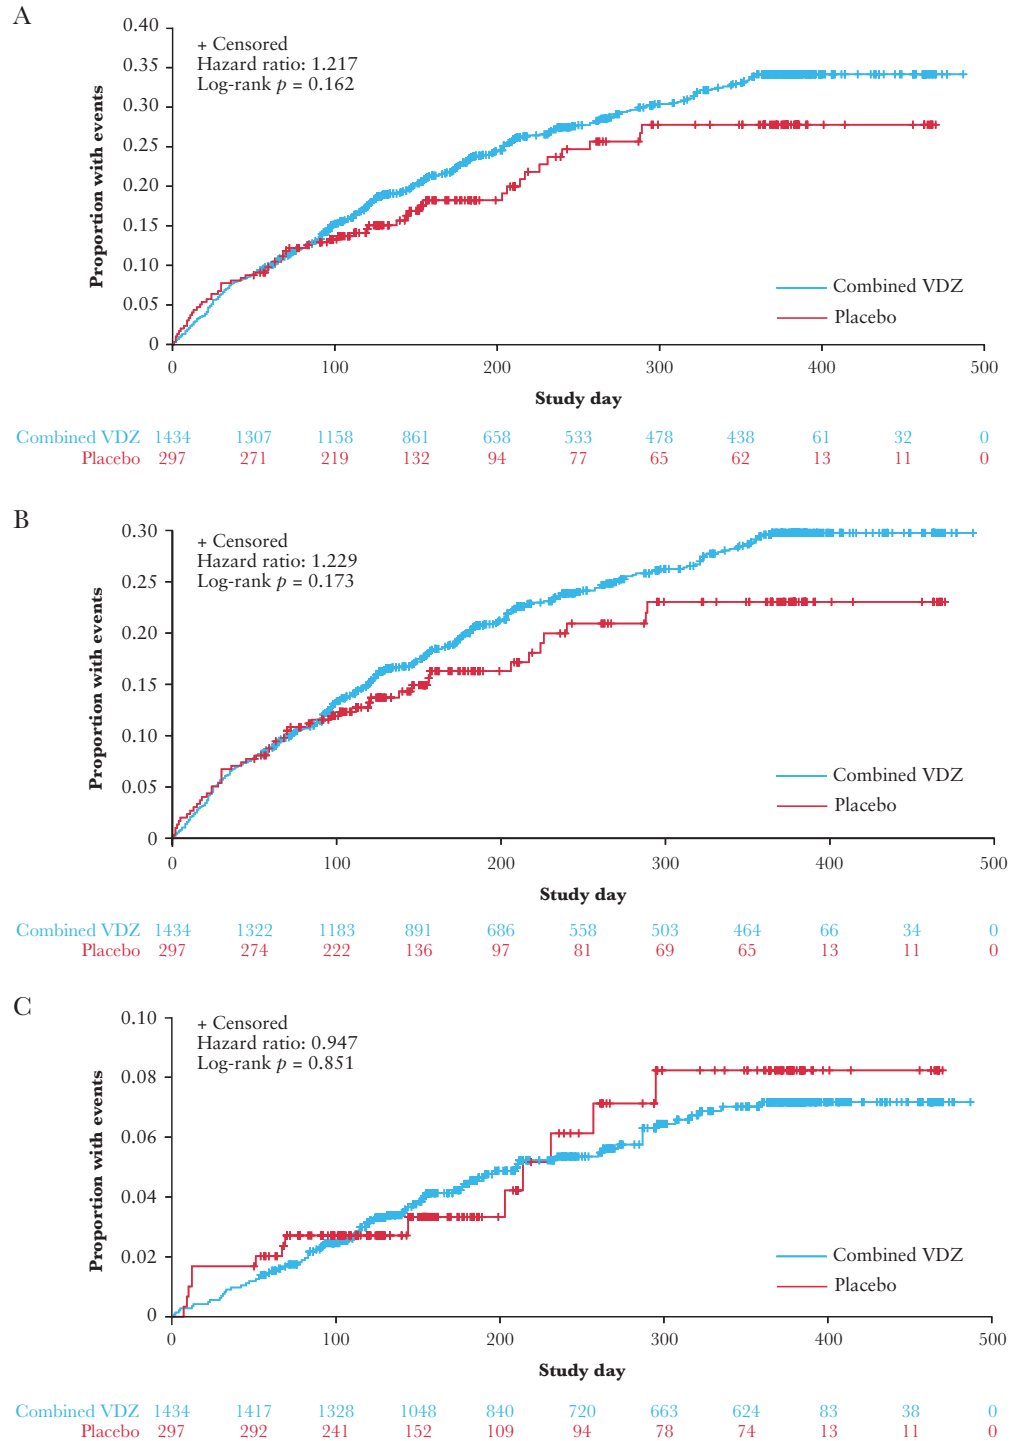 A
0.40
0.35
0.30
0.25
0.20
0.15
0.10
0.05
0
Proportion with events
+ Censored
Hazard ratio: 1.217
Log-rank p = 0.162
Combined VDZ
Placebo
0 100 200 300 400 500
Study day
Combined VDZ 1434 1307 1158 861 658 533 478 438 61 32 0
Placebo 297 271 219 132 94 77 65 62 13 11 0
B
0.30
0.25
0.20
0.15
0.10
0.05
0
Proportion with events
+ Censored
Hazard ratio: 1.229
Log-rank p = 0.173
Combined VDZ
Placebo
0 100 200 300 400 500
Study day
Combined VDZ 1434 1322 1183 891 686 558 503 464 66 34 0
Placebo 297 274 222 136 97 81 69 65 13 11 0
C
0.10
0.08
0.06
0.04
0.02
0
Proportion with events
+ Censored
Hazard ratio: 0.947
Log-rank p = 0.851
Combined VDZ
Placebo
0 100 200 300 400 500
Study day
Combined VDZ 1434 1417 1328 1048 840 720 663 624 83 38 0
Placebo 297 292 241 152 109 94 78 74 13 11 0